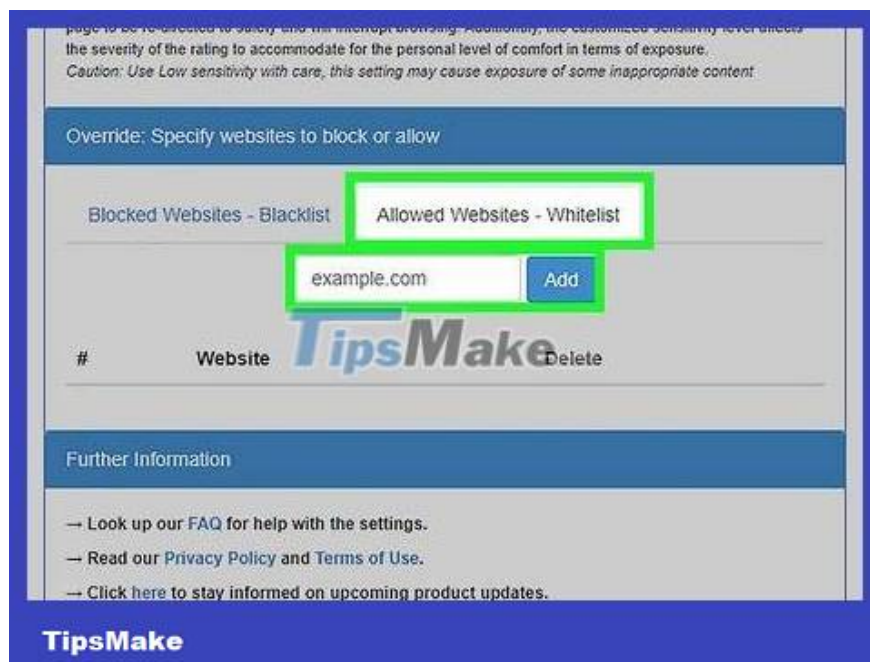 the severity of the rating to accommodate for the personal level of comfort in terms of exposure.
Caution: Use Low sensitivity with care, this setting may cause exposure of some inappropriate content
Override: Specify websites to block or allow
Blocked Websites - Blacklist Allowed Websites - Whitelist
example.com Add
TipsMake
# Website Delete
Further Information
→ Look up our FAQ for help with the settings.
→ Read our Privacy Policy and Terms of Use.
→ Click here to stay informed on upcoming product updates.
TipsMake